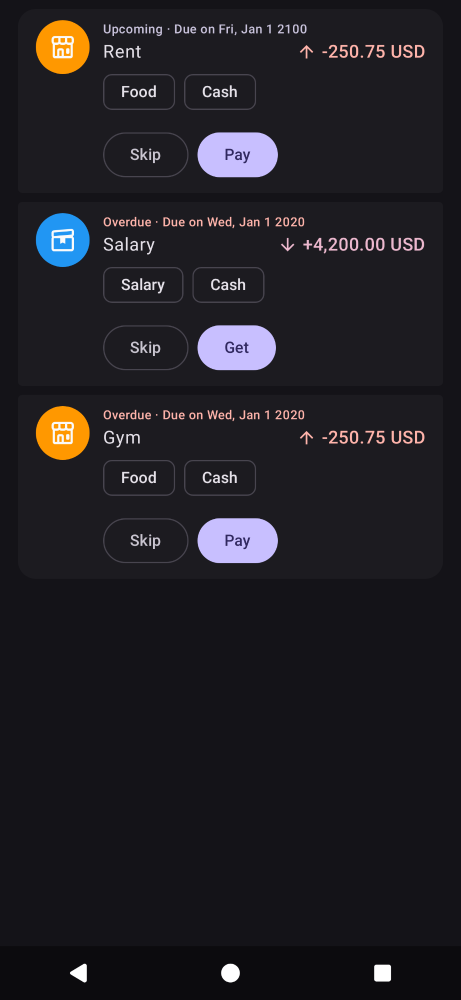 Upcoming · Due on Fri, Jan 1 2100
Rent
-250.75 USD
Food
Cash
Skip
Pay
Overdue · Due on Wed, Jan 1 2020
Salary
+4,200.00 USD
Salary
Cash
Skip
Get
Overdue · Due on Wed, Jan 1 2020
Gym
-250.75 USD
Food
Cash
Skip
Pay